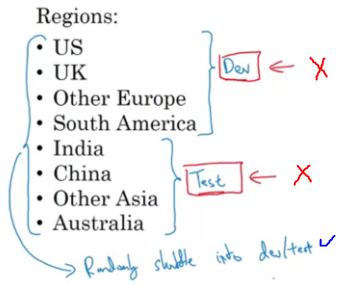 Regions:
• US
• UK
• Other Europe
• South America
• India
• China
• Other Asia
• Australia
Dev ← X
Test ← X
→ Randomly shuffle into dev/test ✓